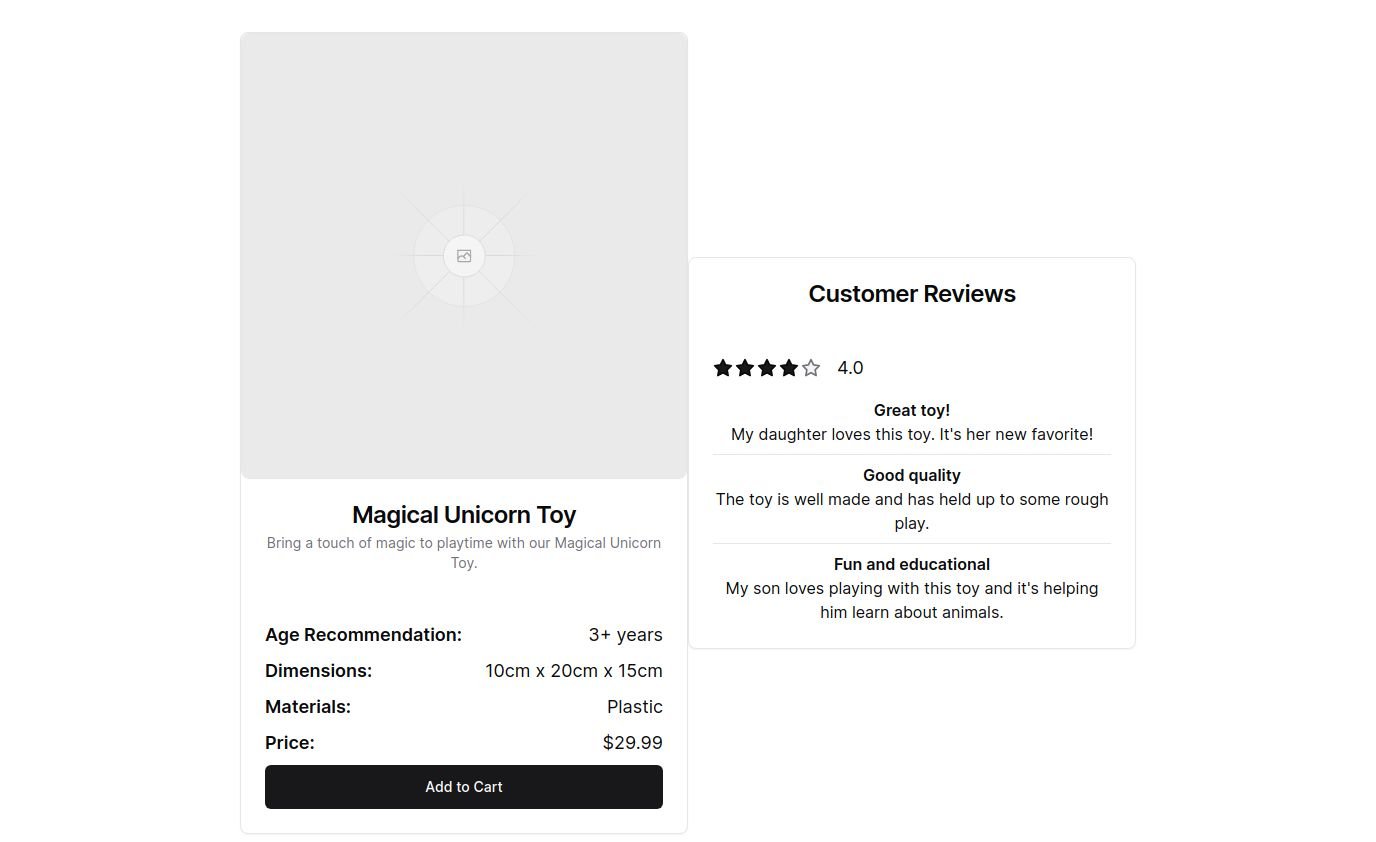 Magical Unicorn Toy
Bring a touch of magic to playtime with our Magical Unicorn
Toy.
Age Recommendation: 3+ years
Dimensions: 10cm x 20cm x 15cm
Materials: Plastic
Price: $29.99
Add to Cart
Customer Reviews
4.0
Great toy!
My daughter loves this toy. It's her new favorite!
Good quality
The toy is well made and has held up to some rough
play.
Fun and educational
My son loves playing with this toy and it's helping
him learn about animals.